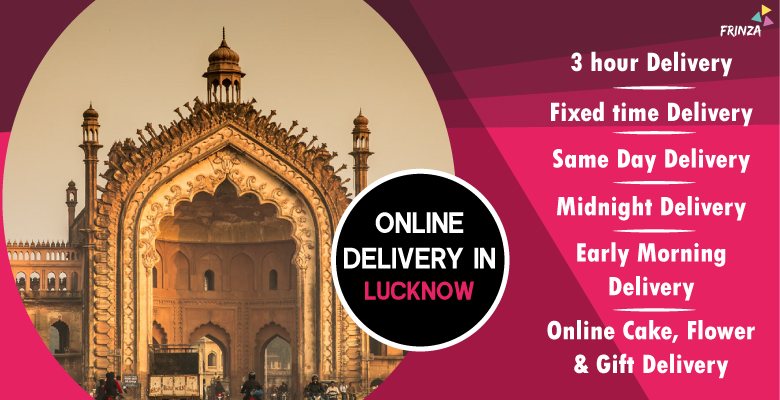 FRINZA
3 hour Delivery
Fixed time Delivery
Same Day Delivery
Midnight Delivery
Early Morning
Delivery
Online Cake, Flower
& Gift Delivery
ONLINE
DELIVERY IN
LUCKNOW